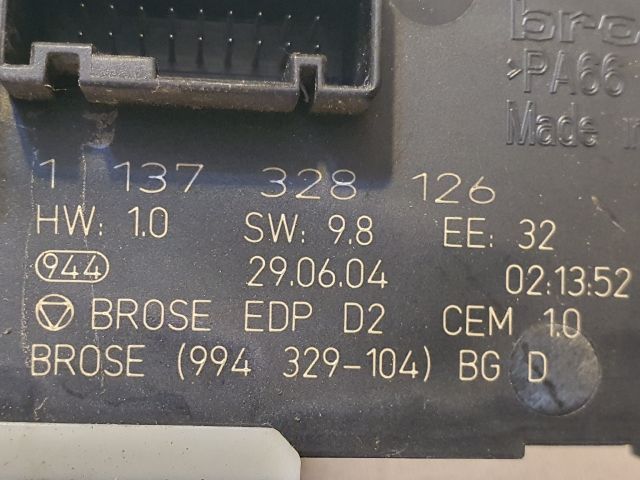 >PA66
Made
1 137 328 126
HW: 1.0 SW: 9.8 EE: 32
944 29.06.04 02:13:52
BROSE EDP D2 CEM 1.0
BROSE (994 329-104) BG D